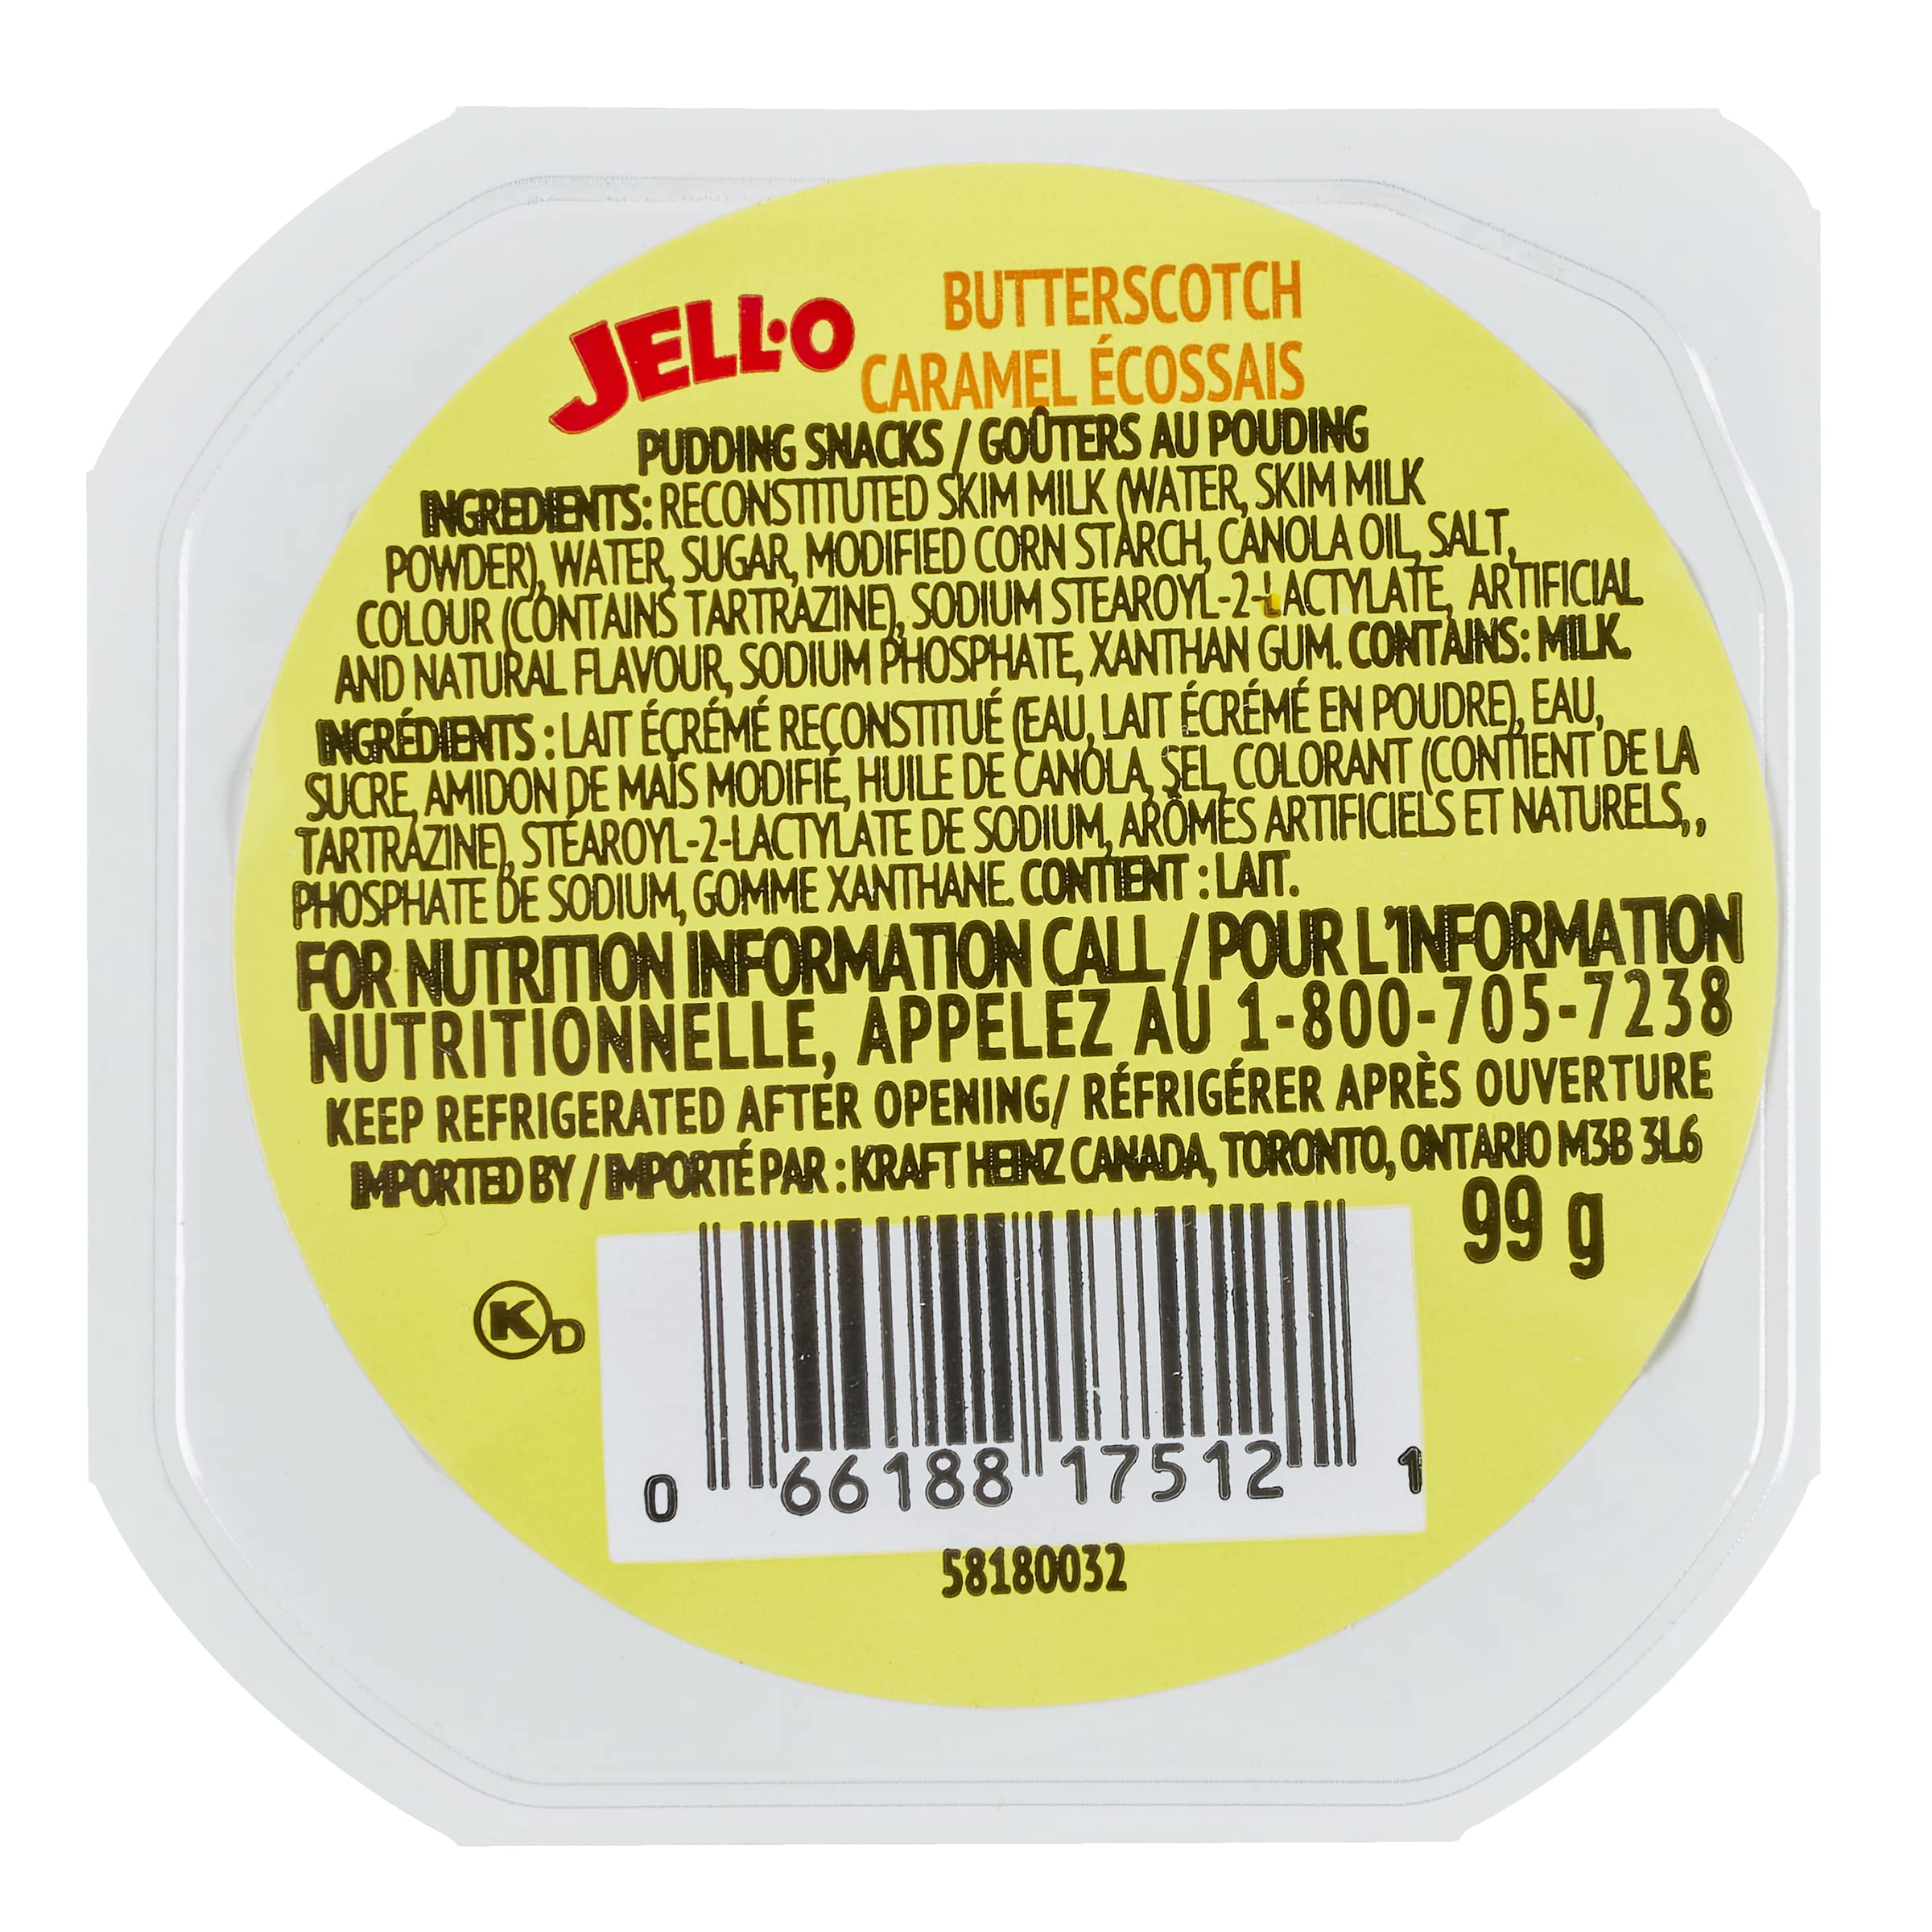 JELL-O
BUTTERSCOTCH
CARAMEL ÉCOSSAIS
PUDDING SNACKS / GOÛTERS AU POUDING
INGREDIENTS: RECONSTITUTED SKIM MILK (WATER, SKIM MILK
POWDER), WATER, SUGAR, MODIFIED CORN STARCH, CANOLA OIL, SALT,
COLOUR (CONTAINS TARTRAZINE), SODIUM STEAROYL-2-LACTYLATE, ARTIFICIAL
AND NATURAL FLAVOUR, SODIUM PHOSPHATE, XANTHAN GUM. CONTAINS: MILK.
INGRÉDIENTS : LAIT ÉCRÉMÉ RECONSTITUÉ (EAU, LAIT ÉCRÉMÉ EN POUDRE), EAU,
SUCRE, AMIDON DE MAÏS MODIFIÉ, HUILE DE CANOLA, SEL, COLORANT (CONTIENT DE LA
TARTRAZINE), STÉAROYL-2-LACTYLATE DE SODIUM, ARÔMES ARTIFICIELS ET NATURELS, ,
PHOSPHATE DE SODIUM, GOMME XANTHANE. CONTIENT : LAIT.
FOR NUTRITION INFORMATION CALL / POUR L'INFORMATION
NUTRITIONNELLE, APPELEZ AU 1-800-705-7238
KEEP REFRIGERATED AFTER OPENING/ RÉFRIGÉRER APRÈS OUVERTURE
IMPORTED BY / IMPORTÉ PAR : KRAFT HEINZ CANADA, TORONTO, ONTARIO M3B 3L6
99 g
K D
0 66188 17512 1
58180032